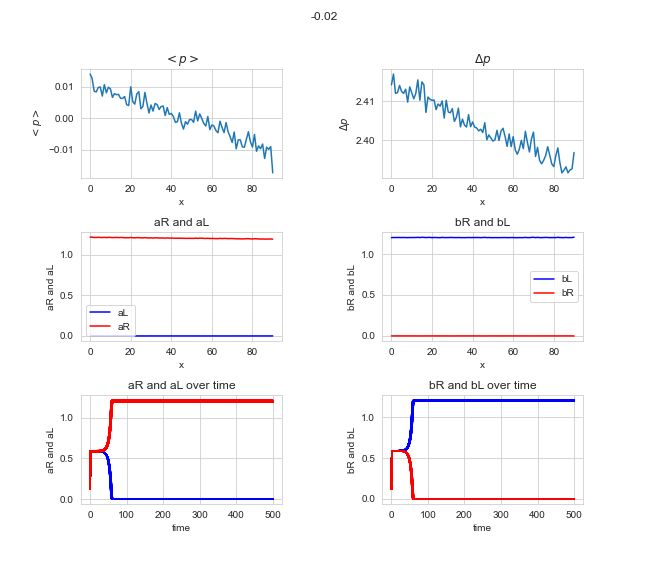 -0.02
< p >
Δp
0.01
0.00
−0.01
< p >
0 20 40 60 80
x
2.41
2.40
Δp
0 20 40 60 80
x
aR and aL
bR and bL
1.0
0.5
0.0
aR and aL
aL
aR
0 20 40 60 80
x
1.0
0.5
0.0
bR and bL
bL
bR
0 20 40 60 80
x
aR and aL over time
bR and bL over time
1.0
0.5
0.0
aR and aL
0 100 200 300 400 500
time
1.0
0.5
0.0
bR and bL
0 100 200 300 400 500
time